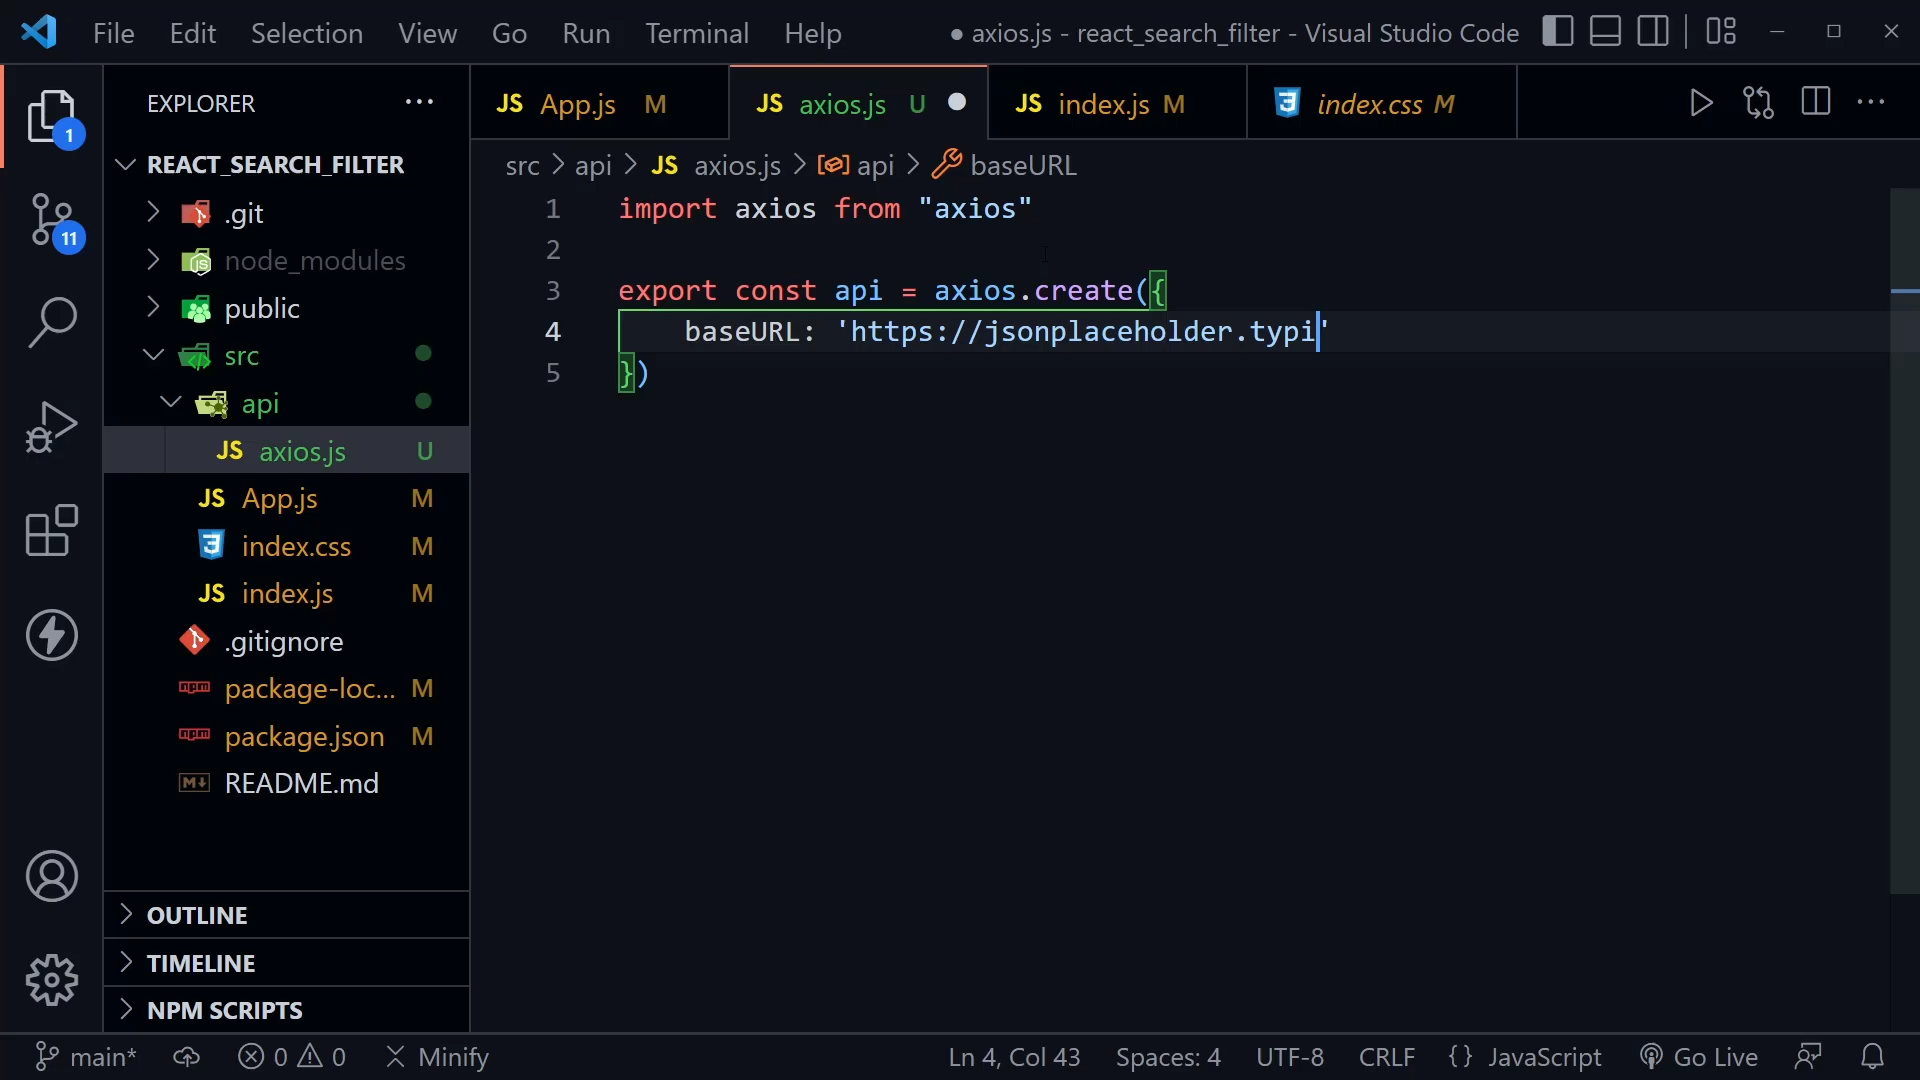 File Edit Selection View Go Run Terminal Help ● axios.js - react_search_filter - Visual Studio Code
EXPLORER ···
JS App.js M JS axios.js U JS index.js M index.css M ···
1
11
REACT_SEARCH_FILTER
.git
node_modules
public
src
api
JS axios.js U
JS App.js M
index.css M
JS index.js M
.gitignore
package-loc... M
package.json M
README.md
OUTLINE
TIMELINE
NPM SCRIPTS
src > api > JS axios.js > api > baseURL
1 import axios from "axios"
2
3 export const api = axios.create({
4 baseURL: 'https://jsonplaceholder.typi'
5 })
main* 0 0 Minify Ln 4, Col 43 Spaces: 4 UTF-8 CRLF {} JavaScript Go Live